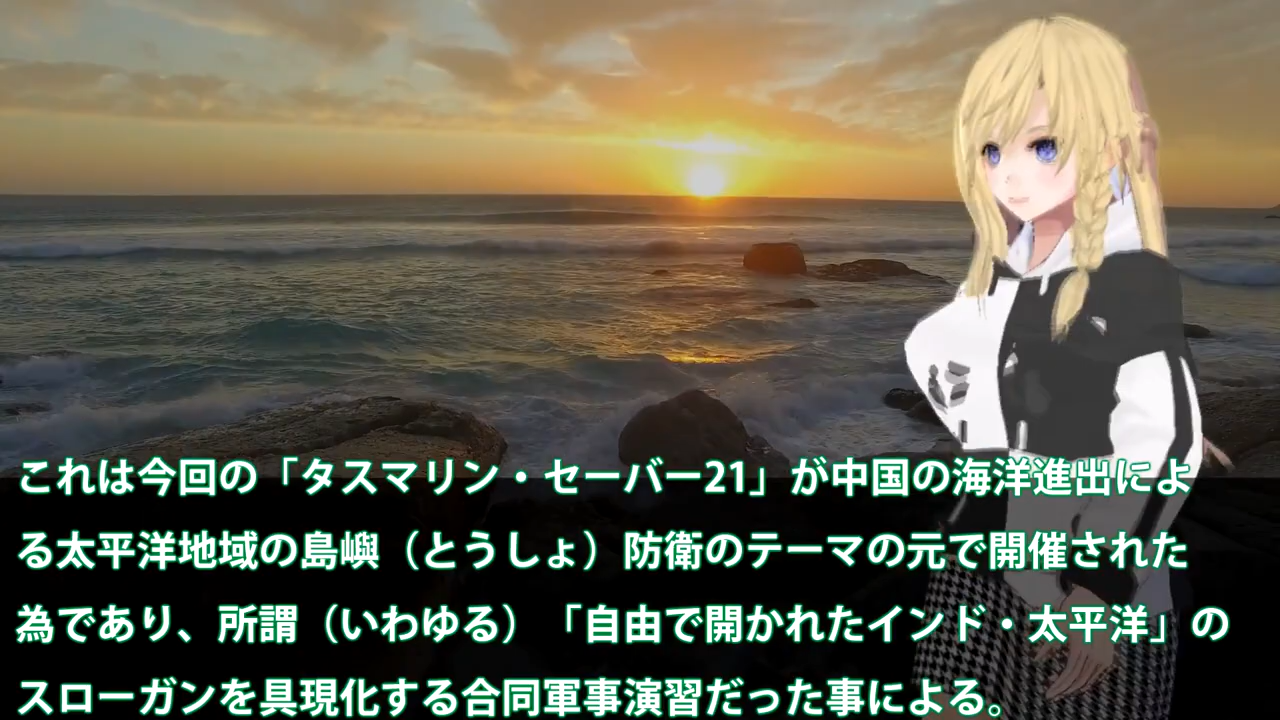 これは今回の「タスマリン・セーバー21」が中国の海洋進出によ
る太平洋地域の島嶼（とうしょ）防衛のテーマの元で開催された
為であり、所謂（いわゆる）「自由で開かれたインド・太平洋」の
スローガンを具現化する合同軍事演習だった事による。